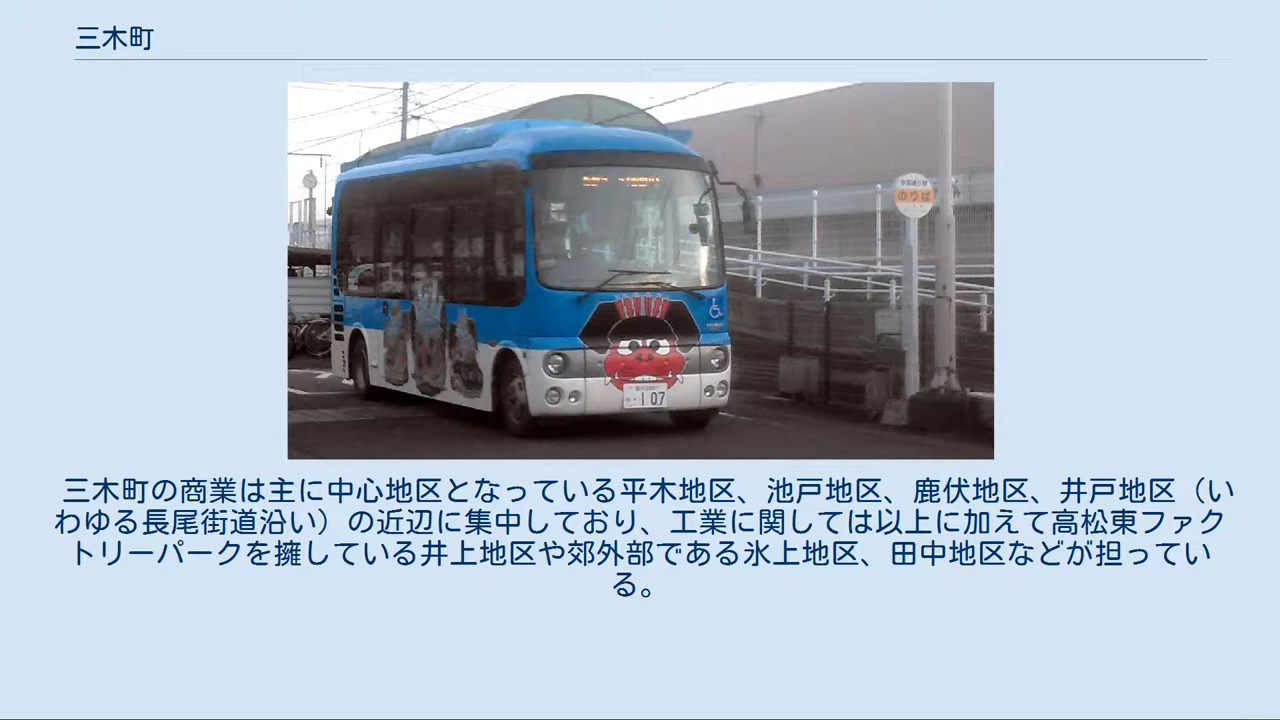 三木町
のりば
107
三木町の商業は主に中心地区となっている平木地区、池戸地区、鹿伏地区、井戸地区（い
わゆる長尾街道沿い）の近辺に集中しており、工業に関しては以上に加えて高松東ファク
トリーパークを擁している井上地区や郊外部である氷上地区、田中地区などが担ってい
る。